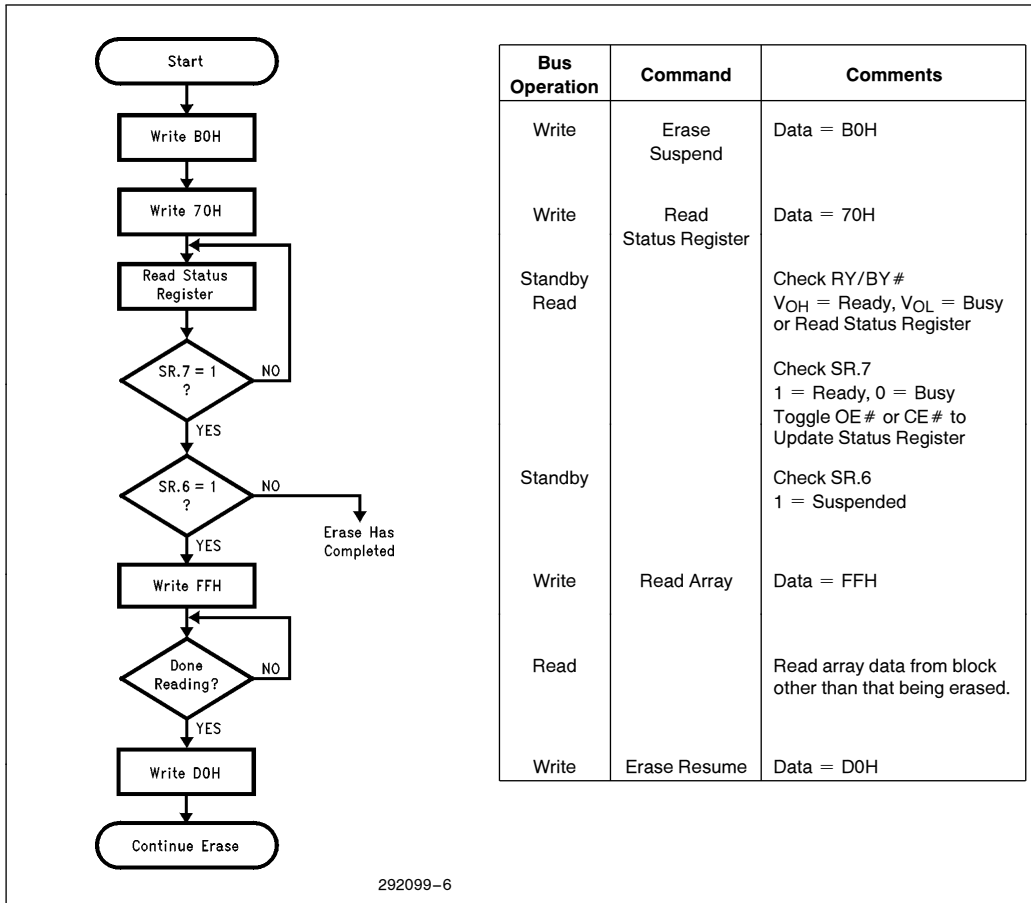 Start
Write B0H
Write 70H
Read Status
Register
SR.7 = 1
?
NO
YES
SR.6 = 1
?
NO
Erase Has
Completed
YES
Write FFH
Done
Reading?
NO
YES
Write D0H
Continue Erase
Bus
Operation
Command
Comments
Write
Erase
Suspend
Data = B0H
Write
Read
Status Register
Data = 70H
Standby
Read
Check RY/BY#
VOH = Ready, VOL = Busy
or Read Status Register
Check SR.7
1 = Ready, 0 = Busy
Toggle OE# or CE# to
Update Status Register
Standby
Check SR.6
1 = Suspended
Write
Read Array
Data = FFH
Read
Read array data from block
other than that being erased.
Write
Erase Resume
Data = D0H
292099–6